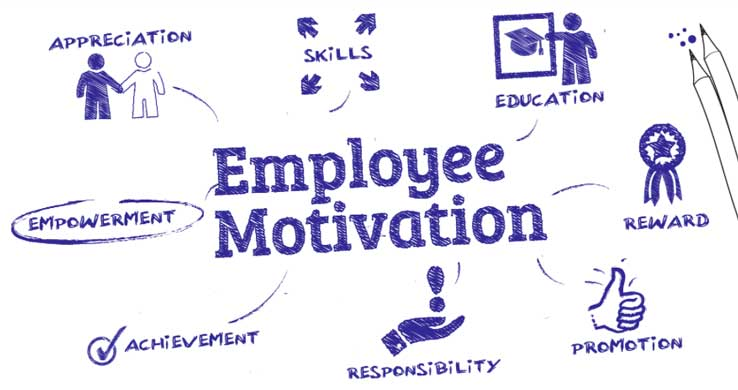 APPRECIATION
SKILLS
EDUCATION
Employee
Motivation
EMPOWERMENT
REWARD
ACHIEVEMENT
RESPONSIBILITY
PROMOTION